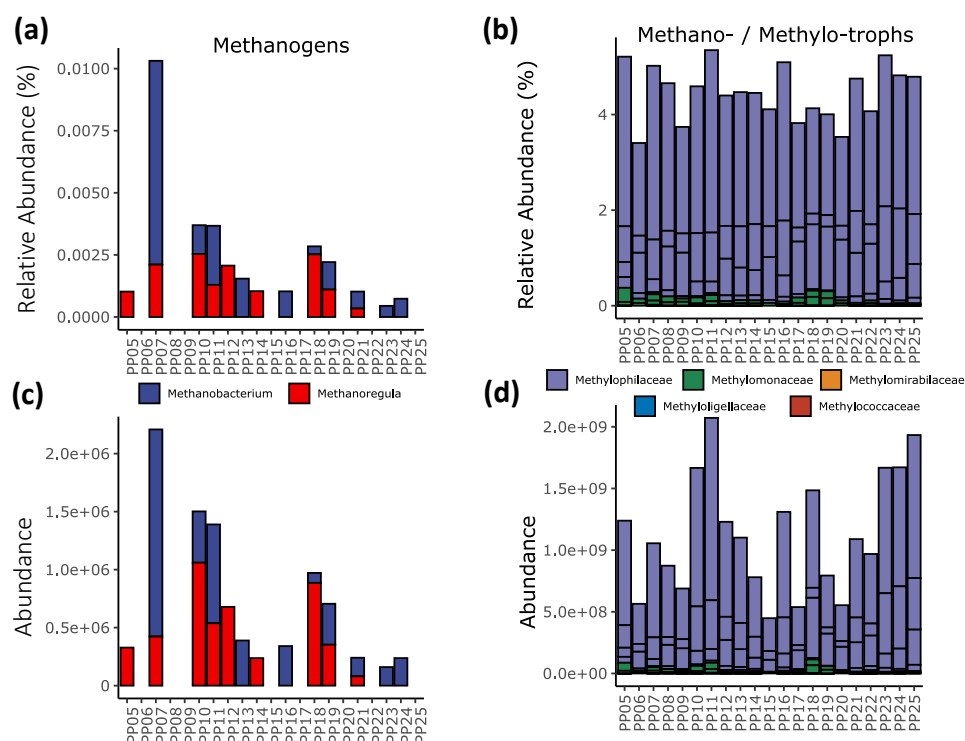 (a)
Methanogens
Relative Abundance (%)
0.0100
0.0075
0.0050
0.0025
0.0000
PP05
PP06
PP07
PP08
PP09
PP10
PP11
PP12
PP13
PP14
PP15
PP16
PP17
PP18
PP19
PP20
PP21
PP22
PP23
PP24
PP25
(b)
Methano- / Methylo-trophs
Relative Abundance (%)
4
2
0
PP05
PP06
PP07
PP08
PP09
PP10
PP11
PP12
PP13
PP14
PP15
PP16
PP17
PP18
PP19
PP20
PP21
PP22
PP23
PP24
PP25
Methanobacterium
Methanoregula
Methylophilaceae
Methylomonaceae
Methylomirabilaceae
Methyloligellaceae
Methylococcaceae
(c)
Abundance
2.0e+06
1.5e+06
1.0e+06
0.5e+06
0
PP05
PP06
PP07
PP08
PP09
PP10
PP11
PP12
PP13
PP14
PP15
PP16
PP17
PP18
PP19
PP20
PP21
PP22
PP23
PP24
PP25
(d)
Abundance
2.0e+09
1.5e+09
1.0e+09
5.0e+08
0.0e+00
PP05
PP06
PP07
PP08
PP09
PP10
PP11
PP12
PP13
PP14
PP15
PP16
PP17
PP18
PP19
PP20
PP21
PP22
PP23
PP24
PP25